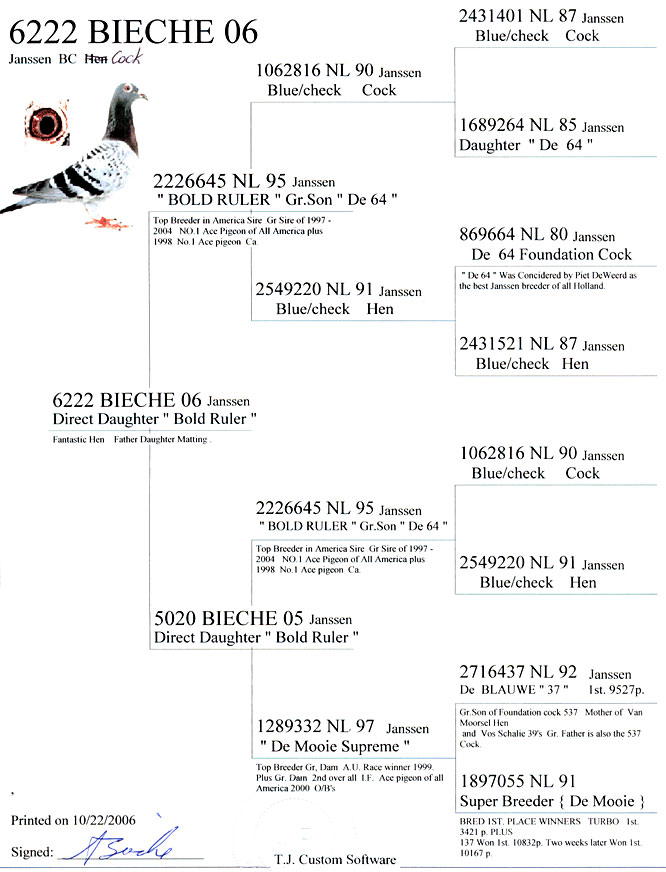 6222 BIECHE 06
Janssen BC Hen Cock
2431401 NL 87 Janssen
Blue/check Cock
1062816 NL 90 Janssen
Blue/check Cock
1689264 NL 85 Janssen
Daughter " De 64 "
2226645 NL 95 Janssen
" BOLD RULER " Gr.Son " De 64 "
Top Breeder in America Sire Gr Sire of 1997 -
2004 NO.1 Ace Pigeon of All America plus
1998 No.1 Ace pigeon Ca.
869664 NL 80 Janssen
De 64 Foundation Cock
" De 64 " Was Concidered by Piet DeWeerd as
the best Janssen breeder of all Holland.
2549220 NL 91 Janssen
Blue/check Hen
2431521 NL 87 Janssen
Blue/check Hen
6222 BIECHE 06 Janssen
Direct Daughter " Bold Ruler "
Fantastic Hen Father Daughter Matting .
1062816 NL 90 Janssen
Blue/check Cock
2226645 NL 95 Janssen
" BOLD RULER " Gr.Son " De 64 "
Top Breeder in America Sire Gr Sire of 1997 -
2004 NO.1 Ace Pigeon of All America plus
1998 No.1 Ace pigeon Ca.
2549220 NL 91 Janssen
Blue/check Hen
5020 BIECHE 05 Janssen
Direct Daughter " Bold Ruler "
2716437 NL 92 Janssen
De BLAUWE " 37 " 1st. 9527p.
Gr.Son of Foundation cock 537 Mother of Van
Moorsel Hen
and Vos Schalie 39's Gr. Father is also the 537
Cock.
1289332 NL 97 Janssen
" De Mooie Supreme "
Top Breeder Gr, Dam A.U. Race winner 1999.
Plus Gr. Dam 2nd over all I.F. Ace pigeon of all
America 2000 O/B's
1897055 NL 91
Super Breeder { De Mooie }
BRED 1ST. PLACE WINNERS TURBO 1st.
3421 p. PLUS
137 Won 1st. 10832p. Two weeks later Won 1st.
10167 p.
Printed on 10/22/2006
Signed:
T.J. Custom Software